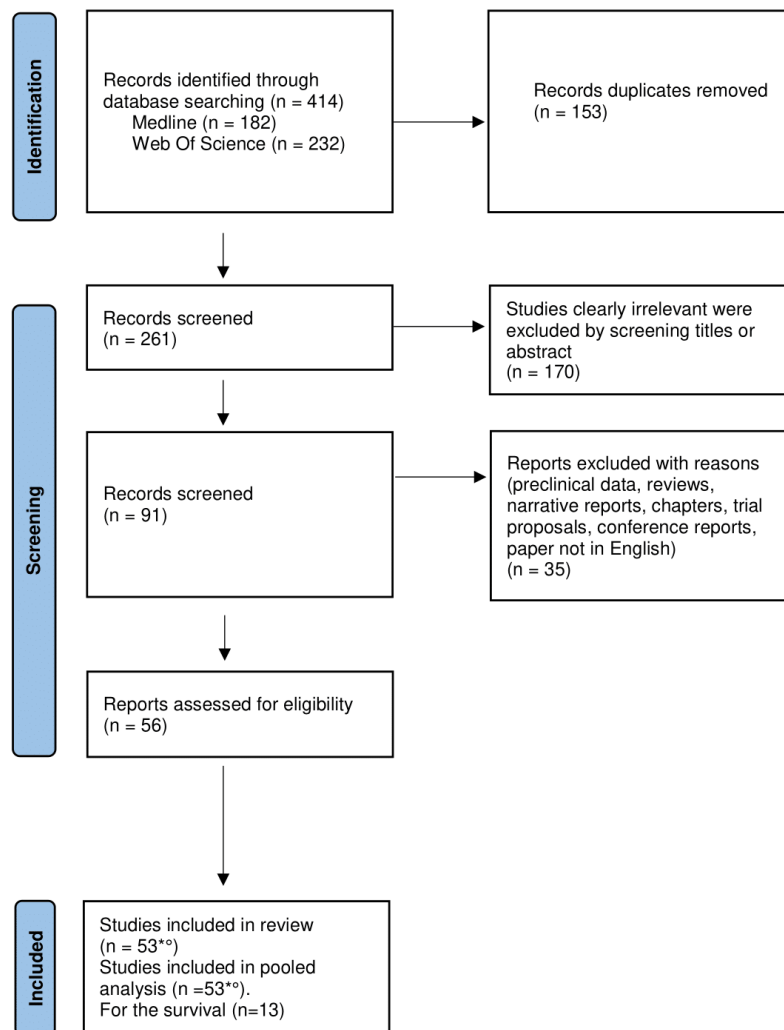 Identification
Records identified through
database searching (n = 414)
Medline (n = 182)
Web Of Science (n = 232)
Records duplicates removed
(n = 153)
Screening
Records screened
(n = 261)
Studies clearly irrelevant were
excluded by screening titles or
abstract
(n = 170)
Records screened
(n = 91)
Reports excluded with reasons
(preclinical data, reviews,
narrative reports, chapters, trial
proposals, conference reports,
paper not in English)
(n = 35)
Reports assessed for eligibility
(n = 56)
Included
Studies included in review
(n = 53*°)
Studies included in pooled
analysis (n =53*°).
For the survival (n=13)